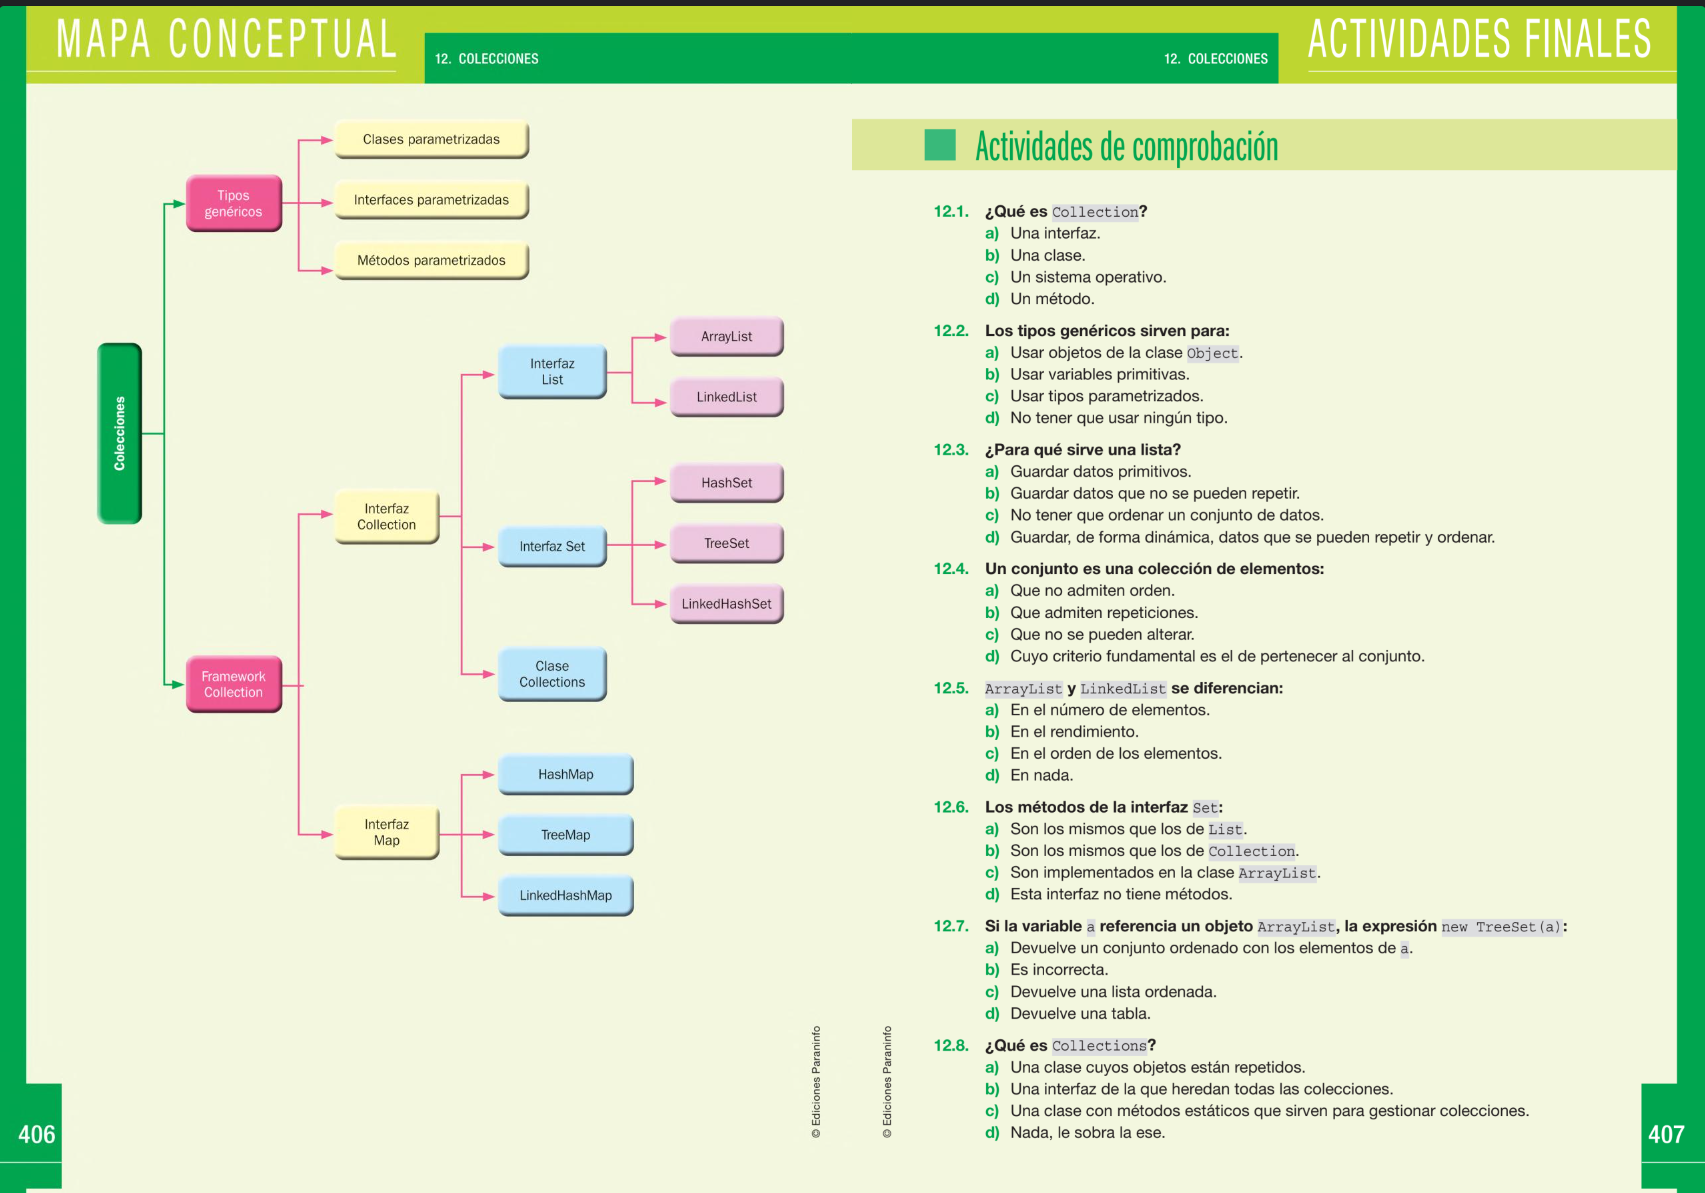 MAPA CONCEPTUAL
12. COLECCIONES
Clases parametrizadas
Tipos
genéricos
Interfaces parametrizadas
Métodos parametrizados
ArrayList
Interfaz
List
LinkedList
Colecciones
HashSet
Interfaz
Collection
Interfaz Set
TreeSet
LinkedHashSet
Framework
Collection
Clase
Collections
HashMap
Interfaz
Map
TreeMap
LinkedHashMap
© Ediciones Paraninfo
406
12. COLECCIONES
ACTIVIDADES FINALES
Actividades de comprobación
12.1. ¿Qué es Collection?
a) Una interfaz.
b) Una clase.
c) Un sistema operativo.
d) Un método.
12.2. Los tipos genéricos sirven para:
a) Usar objetos de la clase Object.
b) Usar variables primitivas.
c) Usar tipos parametrizados.
d) No tener que usar ningún tipo.
12.3. ¿Para qué sirve una lista?
a) Guardar datos primitivos.
b) Guardar datos que no se pueden repetir.
c) No tener que ordenar un conjunto de datos.
d) Guardar, de forma dinámica, datos que se pueden repetir y ordenar.
12.4. Un conjunto es una colección de elementos:
a) Que no admiten orden.
b) Que admiten repeticiones.
c) Que no se pueden alterar.
d) Cuyo criterio fundamental es el de pertenecer al conjunto.
12.5. ArrayList y LinkedList se diferencian:
a) En el número de elementos.
b) En el rendimiento.
c) En el orden de los elementos.
d) En nada.
12.6. Los métodos de la interfaz Set:
a) Son los mismos que los de List.
b) Son los mismos que los de Collection.
c) Son implementados en la clase ArrayList.
d) Esta interfaz no tiene métodos.
12.7. Si la variable a referencia un objeto ArrayList, la expresión new TreeSet(a):
a) Devuelve un conjunto ordenado con los elementos de a.
b) Es incorrecta.
c) Devuelve una lista ordenada.
d) Devuelve una tabla.
12.8. ¿Qué es Collections?
a) Una clase cuyos objetos están repetidos.
b) Una interfaz de la que heredan todas las colecciones.
c) Una clase con métodos estáticos que sirven para gestionar colecciones.
d) Nada, le sobra la ese.
© Ediciones Paraninfo
407